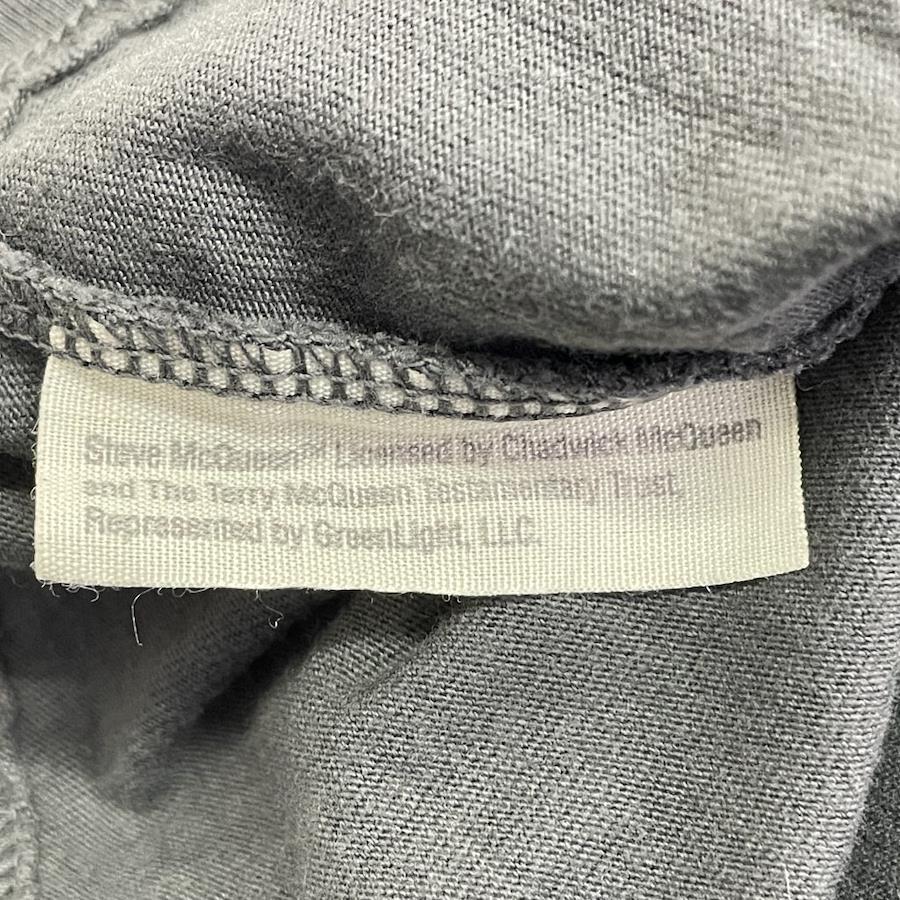 Steve McQueen™ Licensed by Chadwick McQueen
and The Terry McQueen Testamentary Trust,
Represented by GreenLight, LLC.